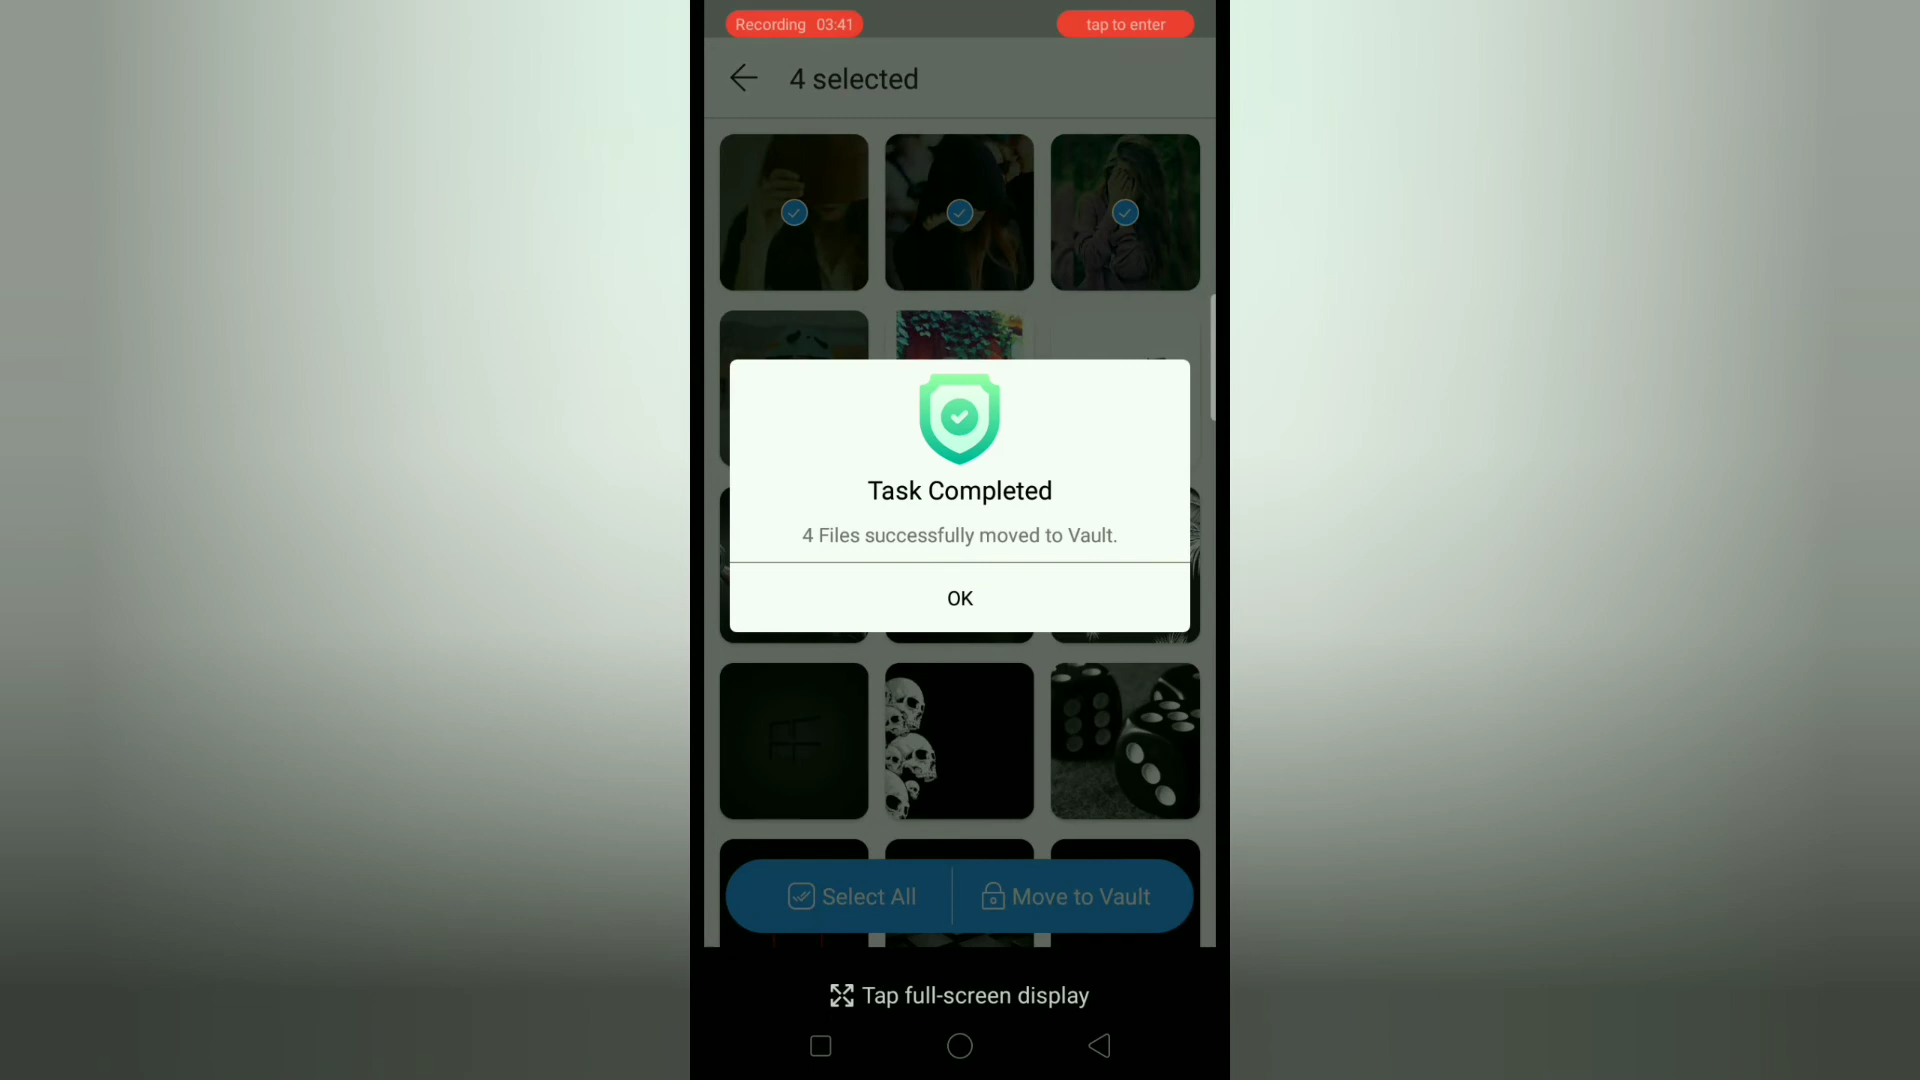 Recording 03:41
tap to enter
4 selected
Task Completed
4 Files successfully moved to Vault.
OK
Select All
Move to Vault
Tap full-screen display